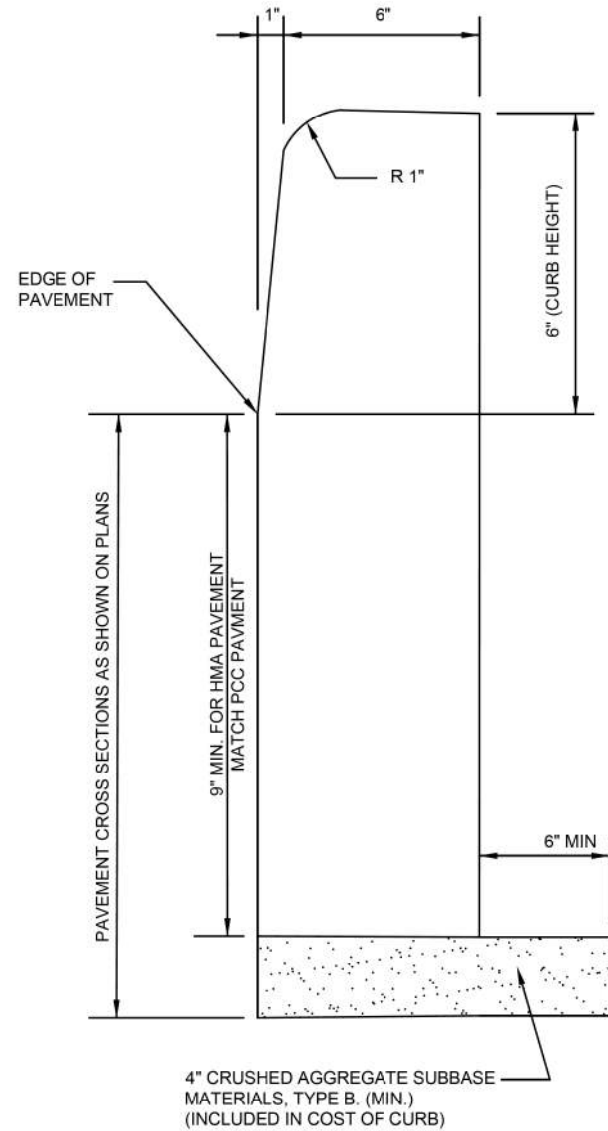 1"
6"
R 1"
6" (CURB HEIGHT)
EDGE OF
PAVEMENT
PAVEMENT CROSS SECTIONS AS SHOWN ON PLANS
9" MIN. FOR HMA PAVEMENT
MATCH PCC PAVMENT
6" MIN
4" CRUSHED AGGREGATE SUBBASE
MATERIALS, TYPE B. (MIN.)
(INCLUDED IN COST OF CURB)